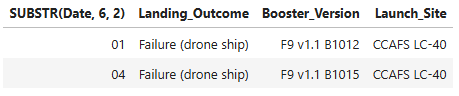 SUBSTR(Date, 6, 2) Landing_Outcome Booster_Version Launch_Site
01 Failure (drone ship) F9 v1.1 B1012 CCAFS LC-40
04 Failure (drone ship) F9 v1.1 B1015 CCAFS LC-40